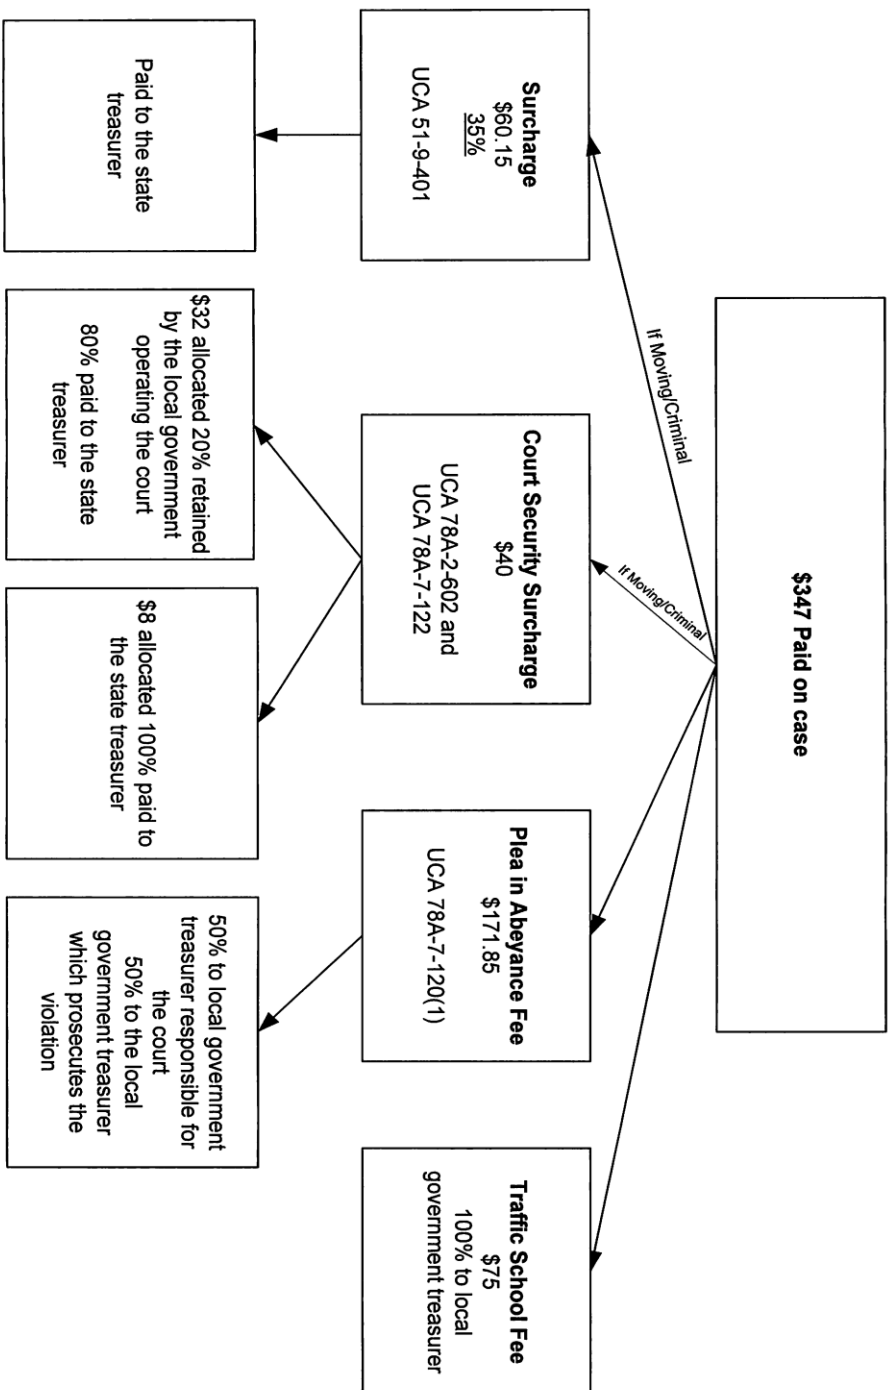 $347 Paid on case
If Moving/Criminal
If Moving/Criminal
Surcharge
$60.15
35%
UCA 51-9-401
Court Security Surcharge
$40
UCA 78A-2-602 and
UCA 78A-7-122
Plea in Abeyance Fee
$171.85
UCA 78A-7-120(1)
Traffic School Fee
$75
100% to local
government treasurer
Paid to the state
treasurer
$32 allocated 20% retained
by the local government
operating the court
80% paid to the state
treasurer
$8 allocated 100% paid to
the state treasurer
50% to local government
treasurer responsible for
the court
50% to the local
government treasurer
which prosecutes the
violation